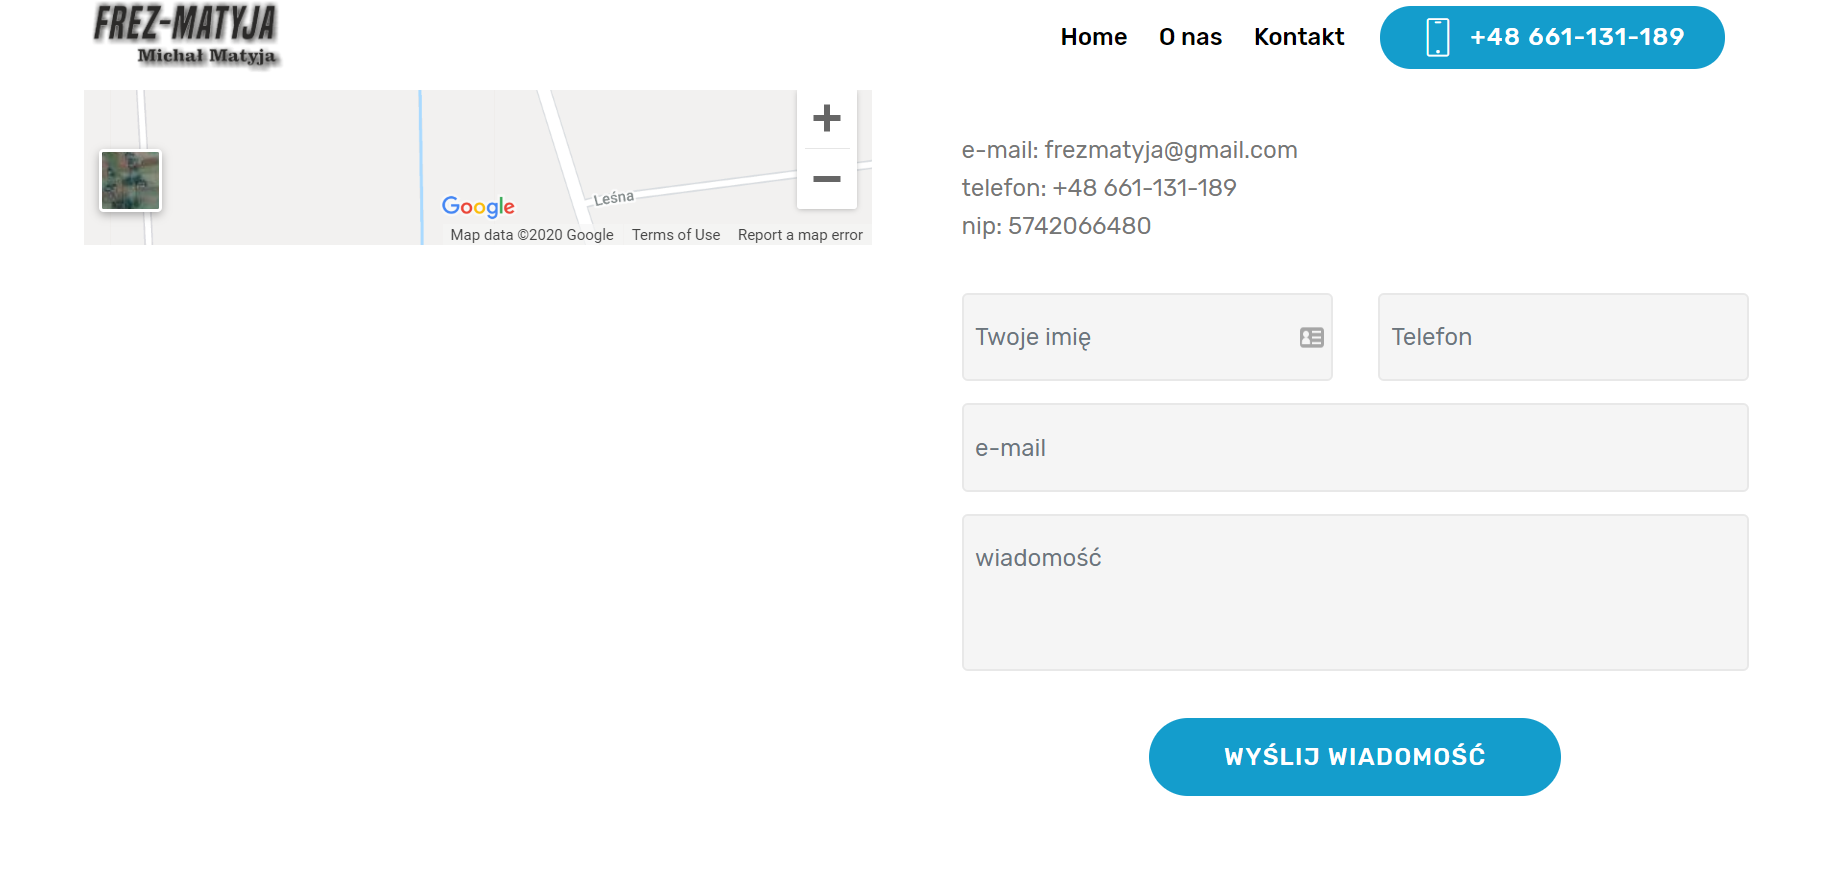 FREZ-MATYJA
Michał Matyja
Home
O nas
Kontakt
+48 661-131-189
Leśna
Google
Map data ©2020 Google
Terms of Use
Report a map error
e-mail: frezmatyja@gmail.com
telefon: +48 661-131-189
nip: 5742066480
Twoje imię
Telefon
e-mail
wiadomość
WYŚLIJ WIADOMOŚĆ